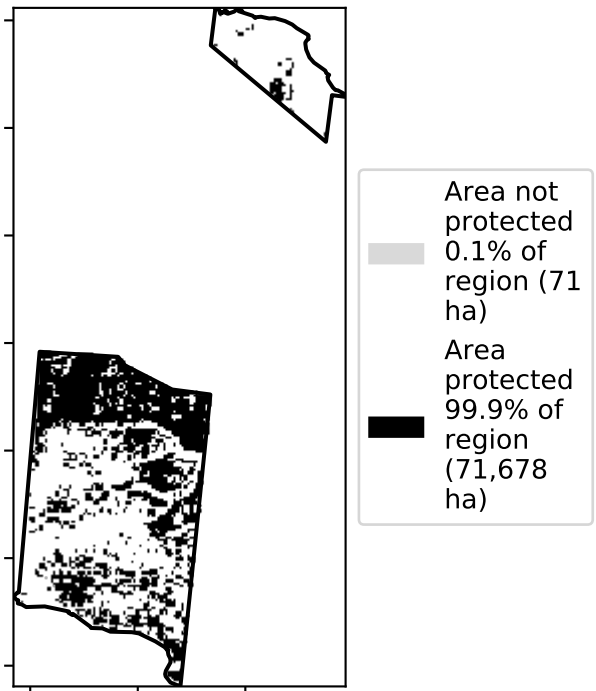 Area not
protected
0.1% of
region (71
ha)
Area
protected
99.9% of
region
(71,678
ha)